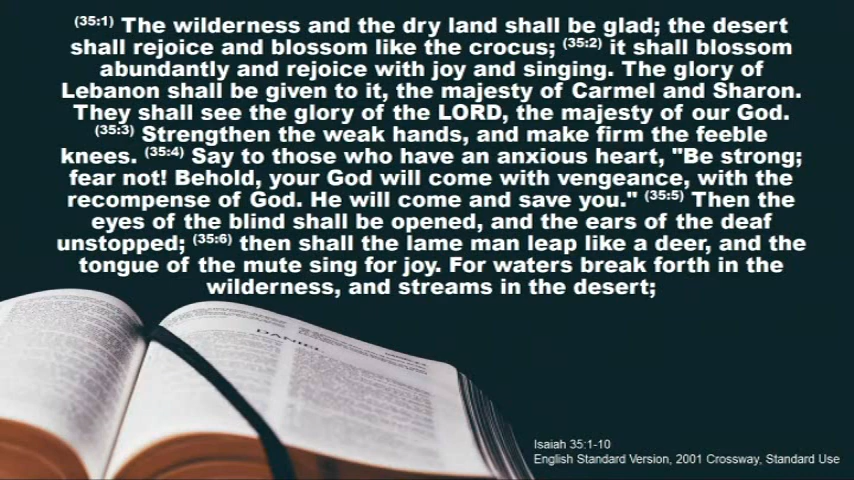 (35:1) The wilderness and the dry land shall be glad; the desert
shall rejoice and blossom like the crocus; (35:2) it shall blossom
abundantly and rejoice with joy and singing. The glory of
Lebanon shall be given to it, the majesty of Carmel and Sharon.
They shall see the glory of the LORD, the majesty of our God.
(35:3) Strengthen the weak hands, and make firm the feeble
knees. (35:4) Say to those who have an anxious heart, "Be strong;
fear not! Behold, your God will come with vengeance, with the
recompense of God. He will come and save you." (35:5) Then the
eyes of the blind shall be opened, and the ears of the deaf
unstopped; (35:6) then shall the lame man leap like a deer, and the
tongue of the mute sing for joy. For waters break forth in the
wilderness, and streams in the desert;
DANIEL
Isaiah 35:1-10
English Standard Version, 2001 Crossway, Standard Use